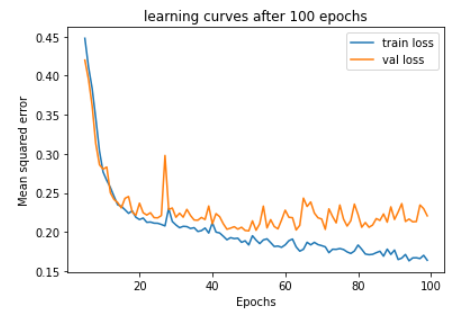 learning curves after 100 epochs
train loss
val loss
Mean squared error
0.45
0.40
0.35
0.30
0.25
0.20
0.15
20
40
60
80
100
Epochs